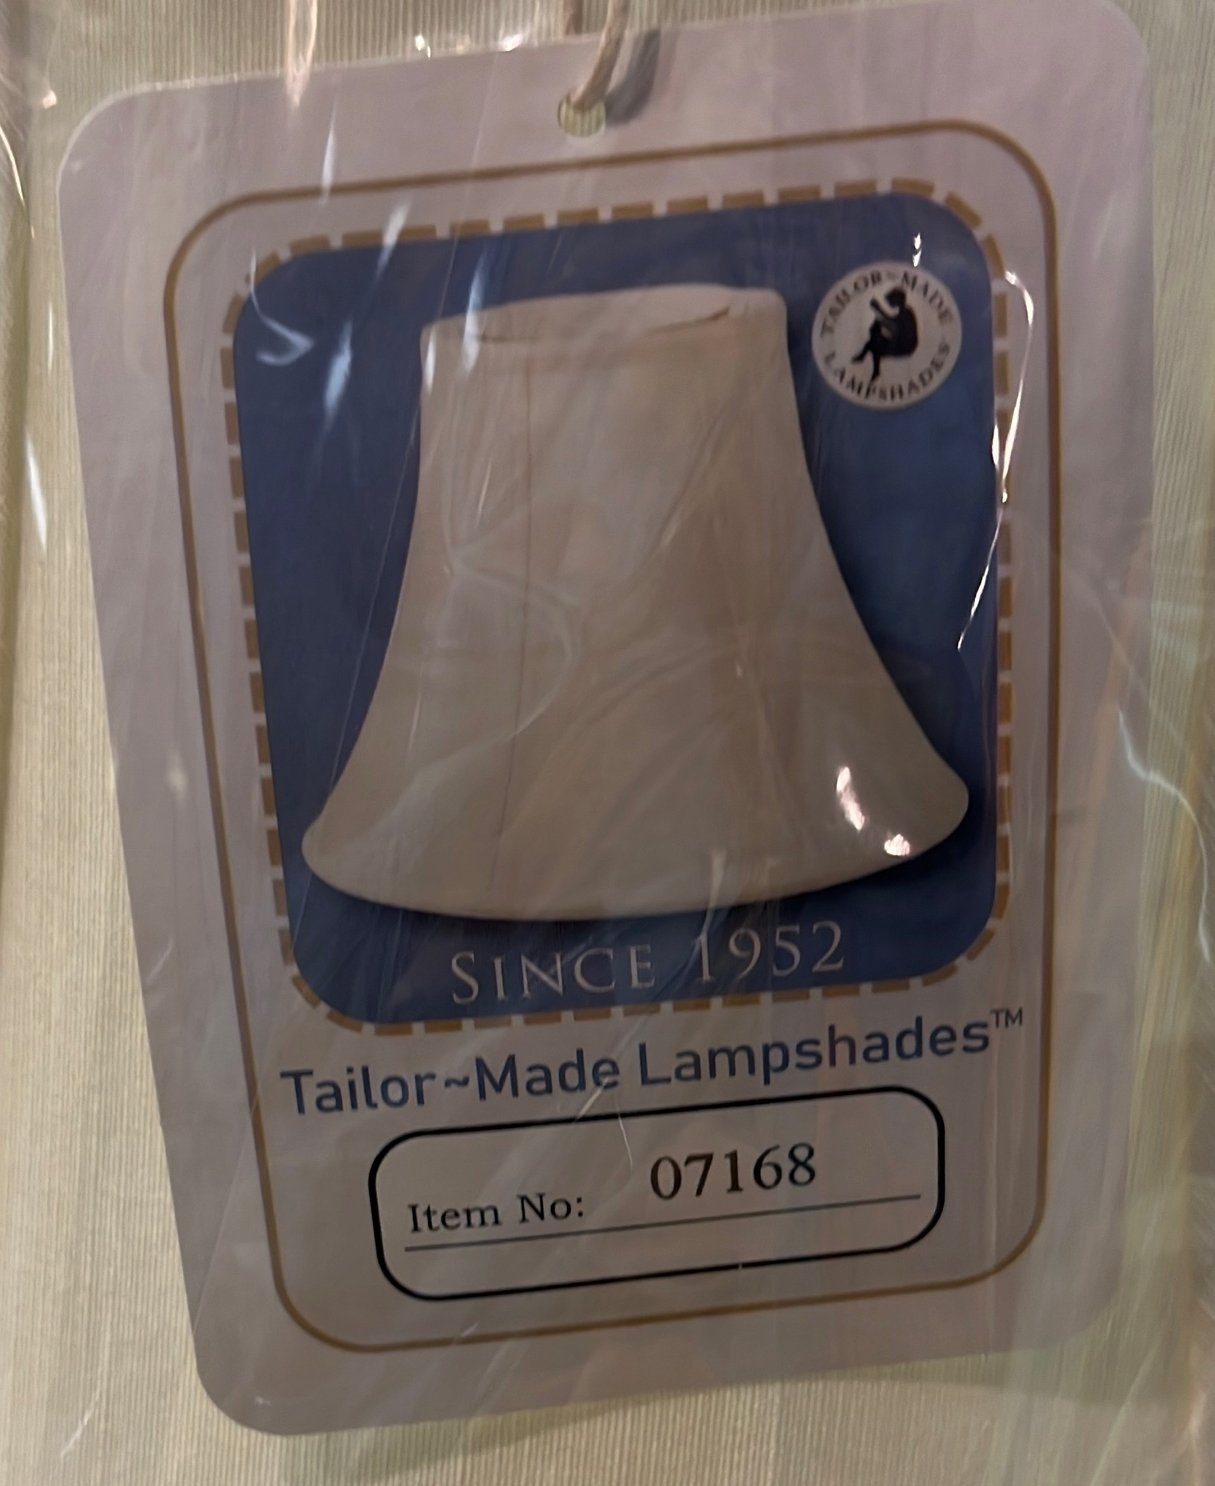 TAILOR~MADE
LAMPSHADES
SINCE 1952
Tailor~Made Lampshades™
Item No: 07168